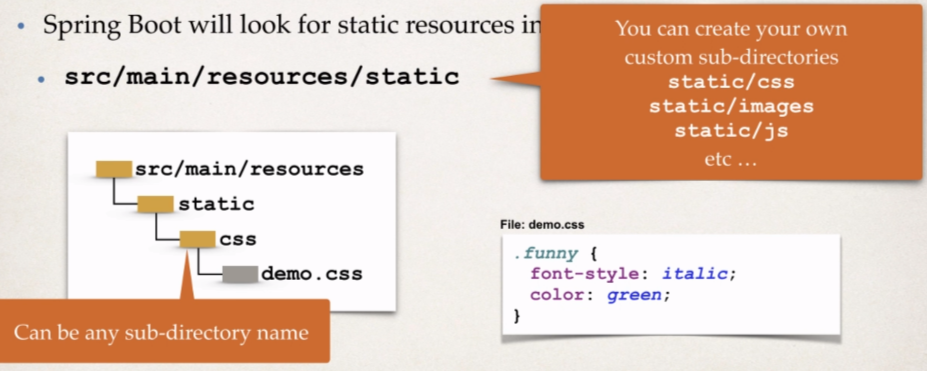 • Spring Boot will look for static resources in
• src/main/resources/static
You can create your own
custom sub-directories
static/css
static/images
static/js
etc …
src/main/resources
static
css
demo.css
Can be any sub-directory name
File: demo.css
.funny {
font-style: italic;
color: green;
}